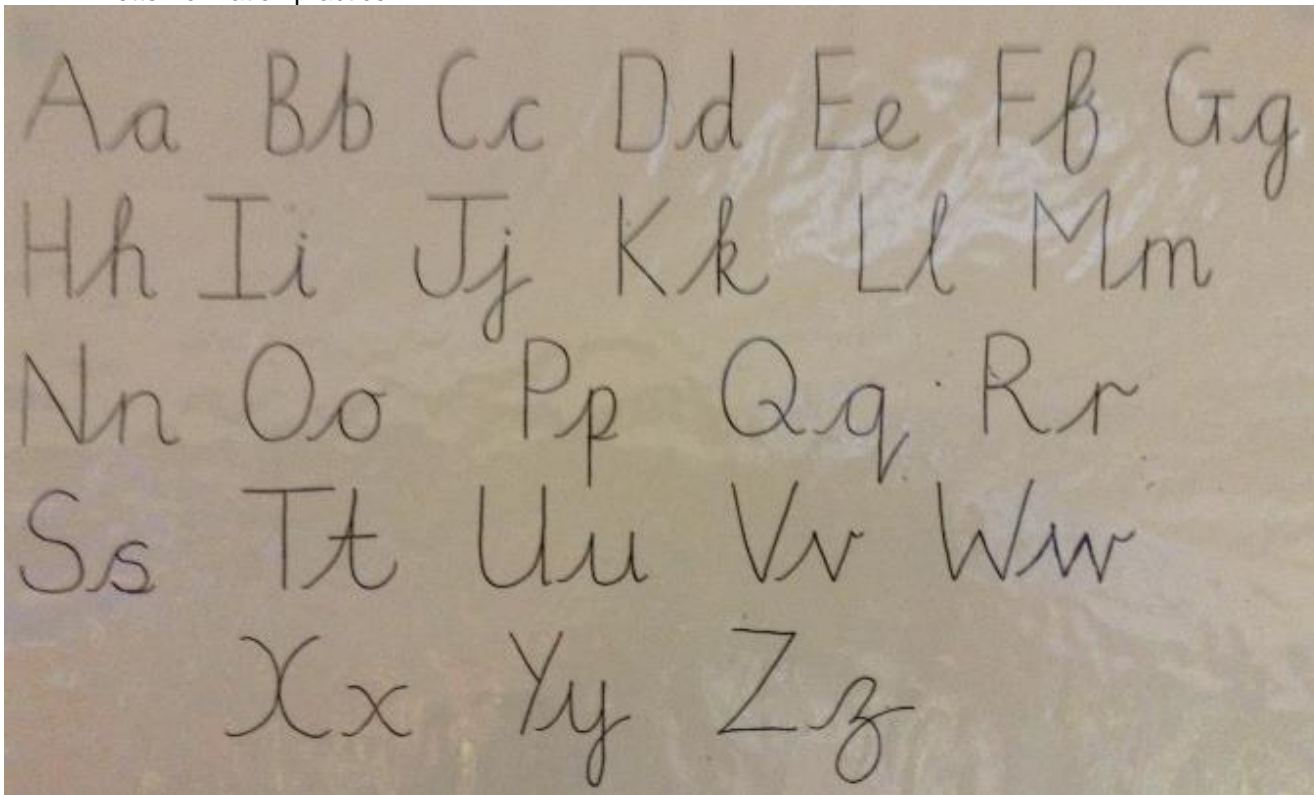 Aa Bb Cc Dd Ee Ff Gg
Hh Ii Jj Kk Ll Mm
Nn Oo Pp Qq Rr
Ss Tt Uu Vv Ww
Xx Yy Zz